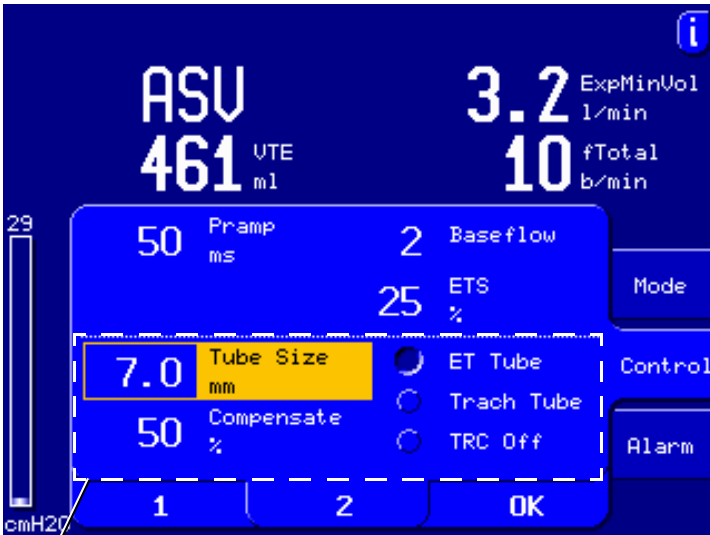 i
ASV
3.2 ExpMinVol
l/min
461 VTE
ml
10 fTotal
b/min
29
50 Pramp
ms
2 Baseflow
25 ETS
%
Mode
7.0 Tube Size
mm
ET Tube
Control
Trach Tube
50 Compensate
%
TRC Off
Alarm
1 2 OK
cmH2O